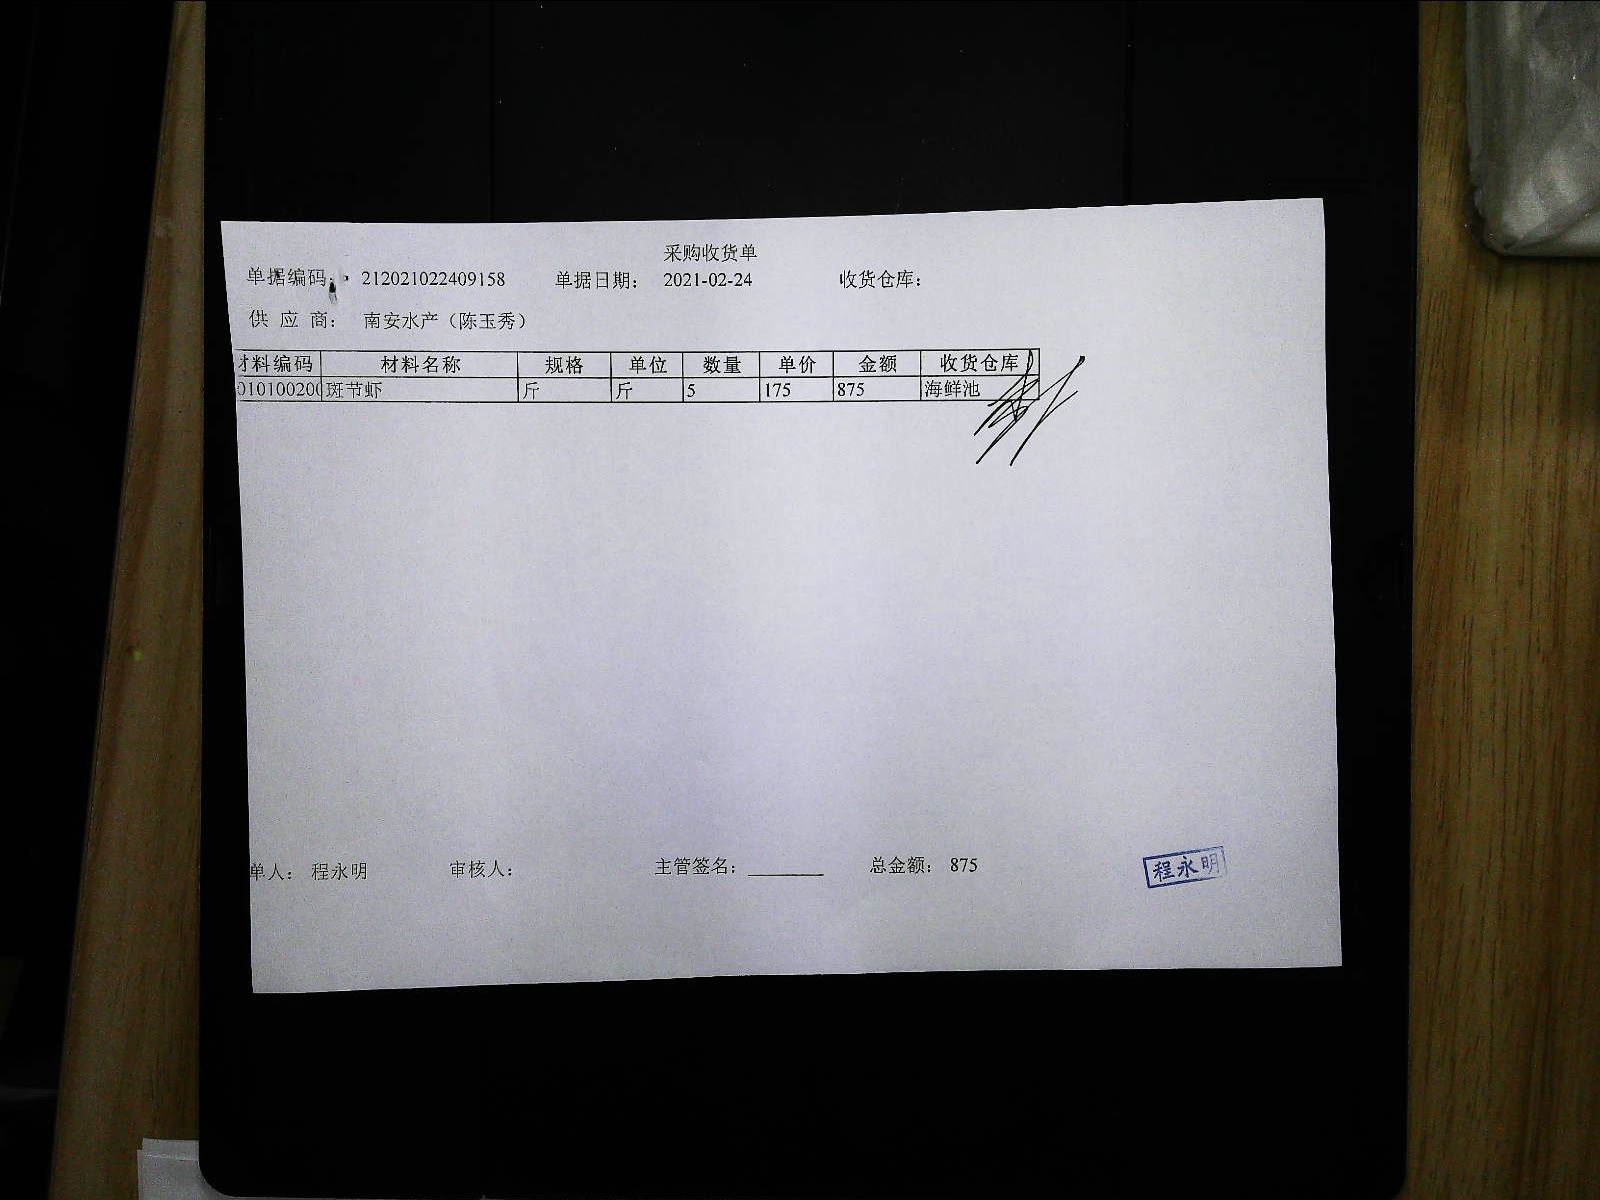 采购收货单
单据编码： 212021022409158 单据日期： 2021-02-24 收货仓库：
供 应 商： 南安水产（陈玉秀）
材料编码 材料名称 规格 单位 数量 单价 金额 收货仓库
010100200 斑节虾 斤 斤 5 175 875 海鲜池
单人： 程永明 审核人： 主管签名： 总金额： 875
程永明